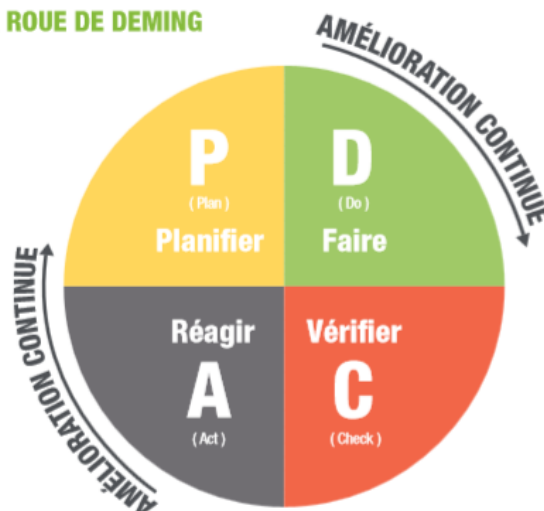 ROUE DE DEMING
AMÉLIORATION CONTINUE
P
( Plan )
Planifier
D
( Do )
Faire
Réagir
A
( Act )
Vérifier
C
( Check )
AMÉLIORATION CONTINUE